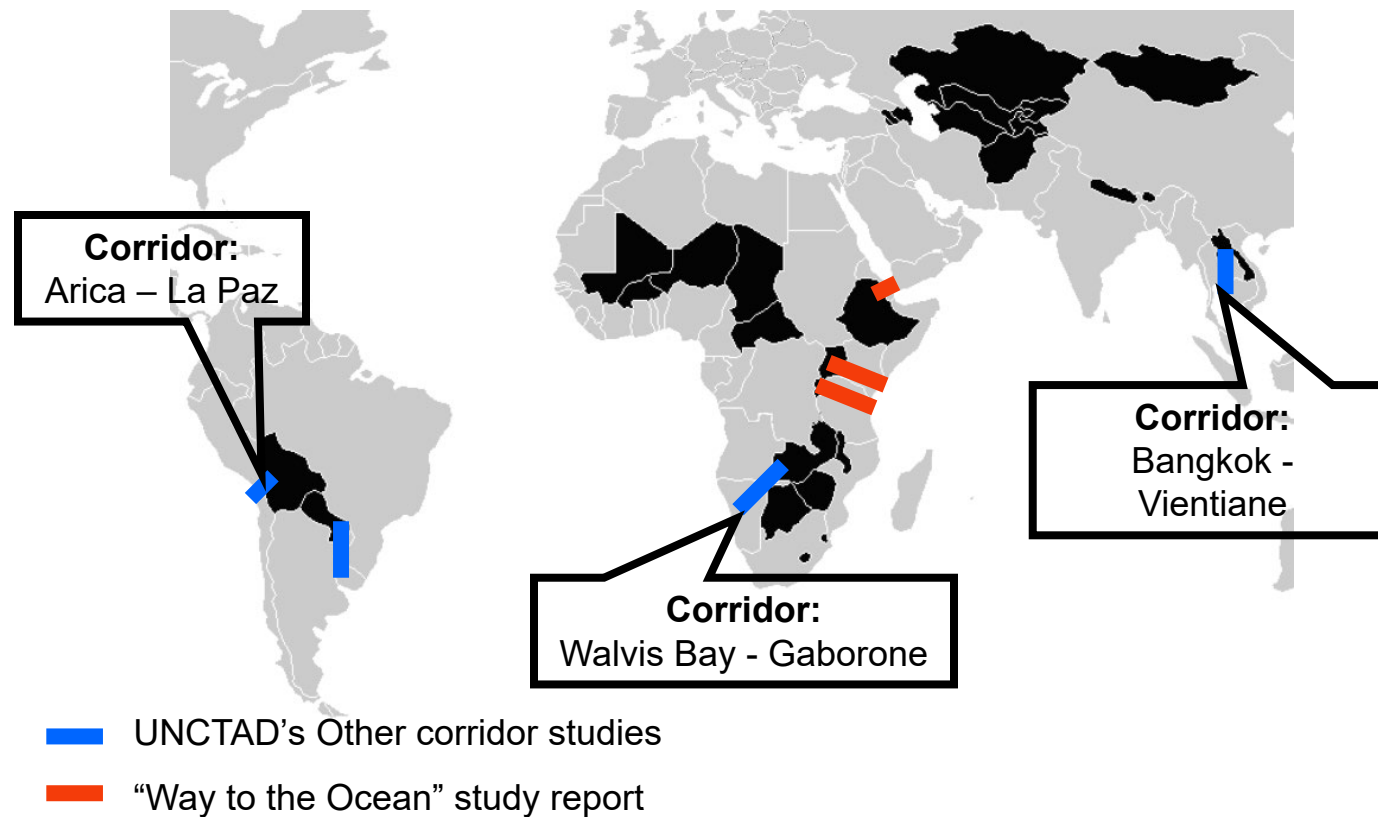 Corridor:
Arica – La Paz
Corridor:
Bangkok -
Vientiane
Corridor:
Walvis Bay - Gaborone
UNCTAD’s Other corridor studies
“Way to the Ocean” study report